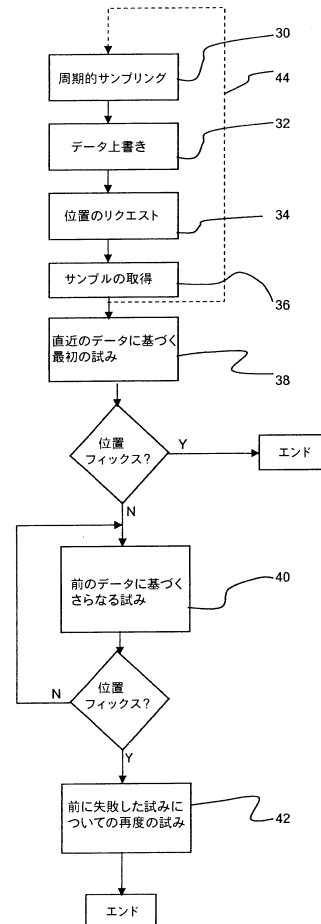 30
周期的サンプリング
44
データ上書き
32
位置のリクエスト
34
サンプルの取得
36
直近のデータに基づく
最初の試み
38
位置
フィックス?
Y
エンド
N
前のデータに基づく
さらなる試み
40
位置
フィックス?
N
Y
前に失敗した試みに
ついての再度の試み
42
エンド